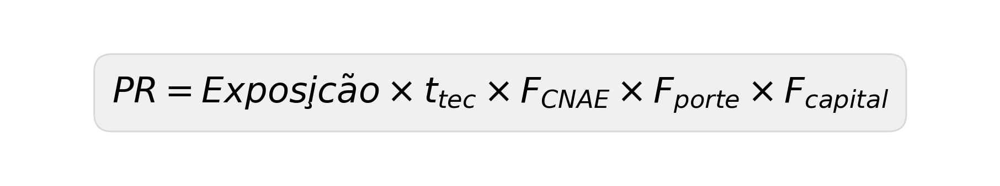 PR = Exposição × t_tec × F_CNAE × F_porte × F_capital